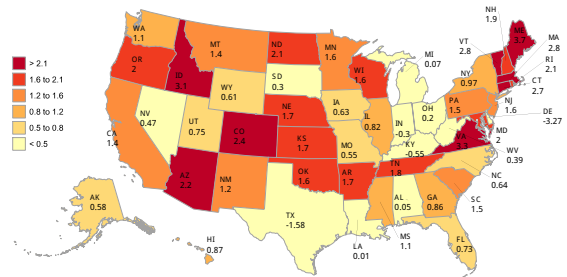 NH
1.9
ME
3.7
VT
2.8
MA
2.8
RI
2.1
CT
2.7
WA
1.1
MT
1.4
ND
2.1
MN
1.6
MI
0.07
OR
2
ID
3.1
SD
0.3
WI
1.6
NY
0.97
WY
0.61
NE
1.7
IA
0.63
PA
1.5
NJ
1.6
DE
-3.27
NV
0.47
UT
0.75
CO
2.4
KS
1.7
MO
0.55
IL
0.82
IN
-0.3
OH
0.2
KY
-0.55
VA
3.3
MD
2
WV
0.39
CA
1.4
AZ
2.2
NM
1.2
OK
1.6
AR
1.7
TN
1.8
NC
0.64
SC
1.5
TX
-1.58
LA
0.01
MS
1.1
AL
0.05
GA
0.86
FL
0.73
AK
0.58
HI
0.87
> 2.1
1.6 to 2.1
1.2 to 1.6
0.8 to 1.2
0.5 to 0.8
< 0.5